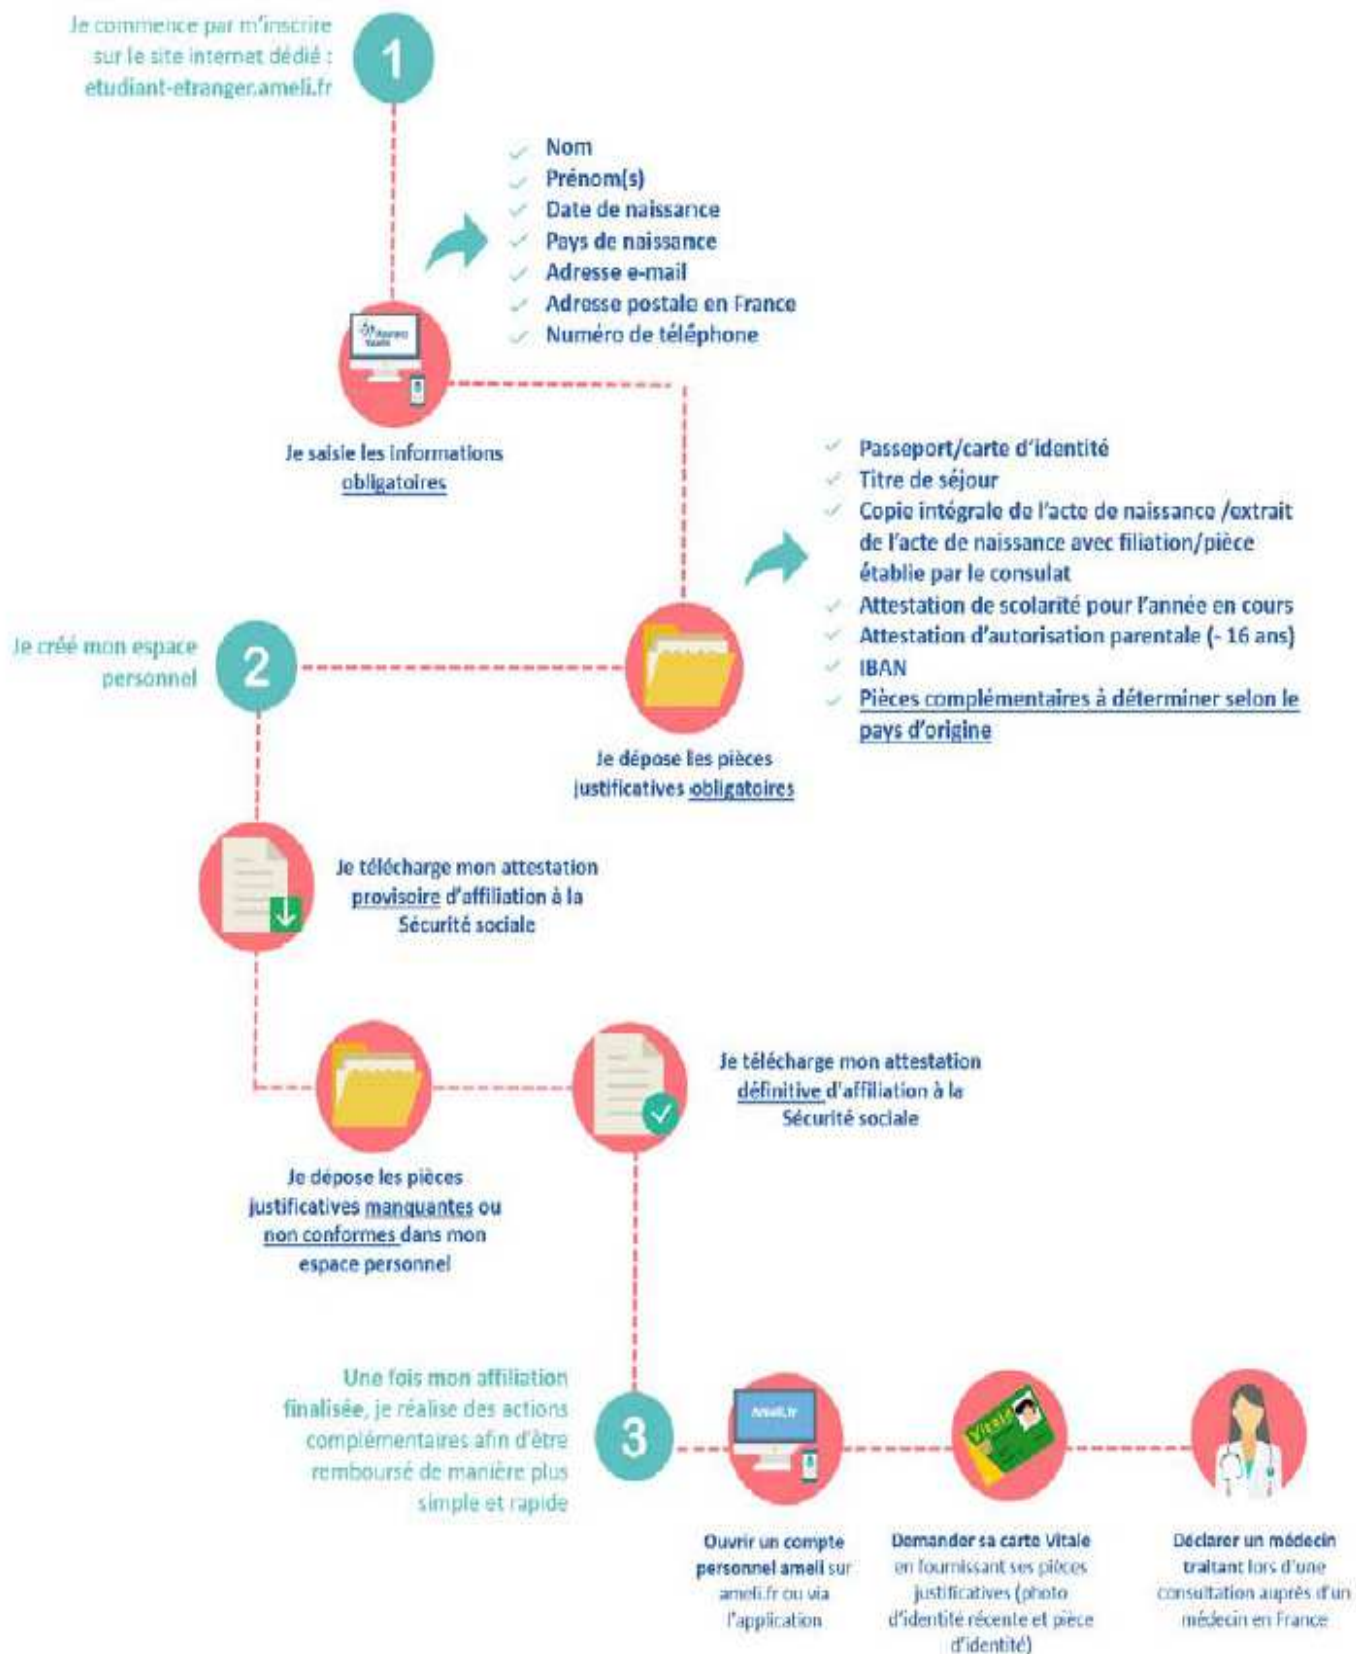 Je commence par m'inscrire
sur le site internet dédié :
etudiant-etranger.ameli.fr
1
Nom
Prénom(s)
Date de naissance
Pays de naissance
Adresse e-mail
Adresse postale en France
Numéro de téléphone
Je saisie les informations
obligatoires
Passeport/carte d'identité
Titre de séjour
Copie intégrale de l'acte de naissance /extrait
de l'acte de naissance avec filiation/pièce
établie par le consulat
Attestation de scolarité pour l'année en cours
Attestation d'autorisation parentale (- 16 ans)
IBAN
Pièces complémentaires à déterminer selon le
pays d'origine
Je dépose les pièces
justificatives obligatoires
Je créé mon espace
personnel
2
Je télécharge mon attestation
provisoire d'affiliation à la
Sécurité sociale
Je dépose les pièces
justificatives manquantes ou
non conformes dans mon
espace personnel
Je télécharge mon attestation
définitive d'affiliation à la
Sécurité sociale
Une fois mon affiliation
finalisée, je réalise des actions
complémentaires afin d'être
remboursé de manière plus
simple et rapide
3
Ameli.fr
Ouvrir un compte
personnel ameli sur
ameli.fr ou via
l'application
Vitale
Demander sa carte Vitale
en fournissant ses pièces
justificatives (photo
d'identité récente et pièce
d'identité)
Déclarer un médecin
traitant lors d'une
consultation auprès d'un
médecin en France